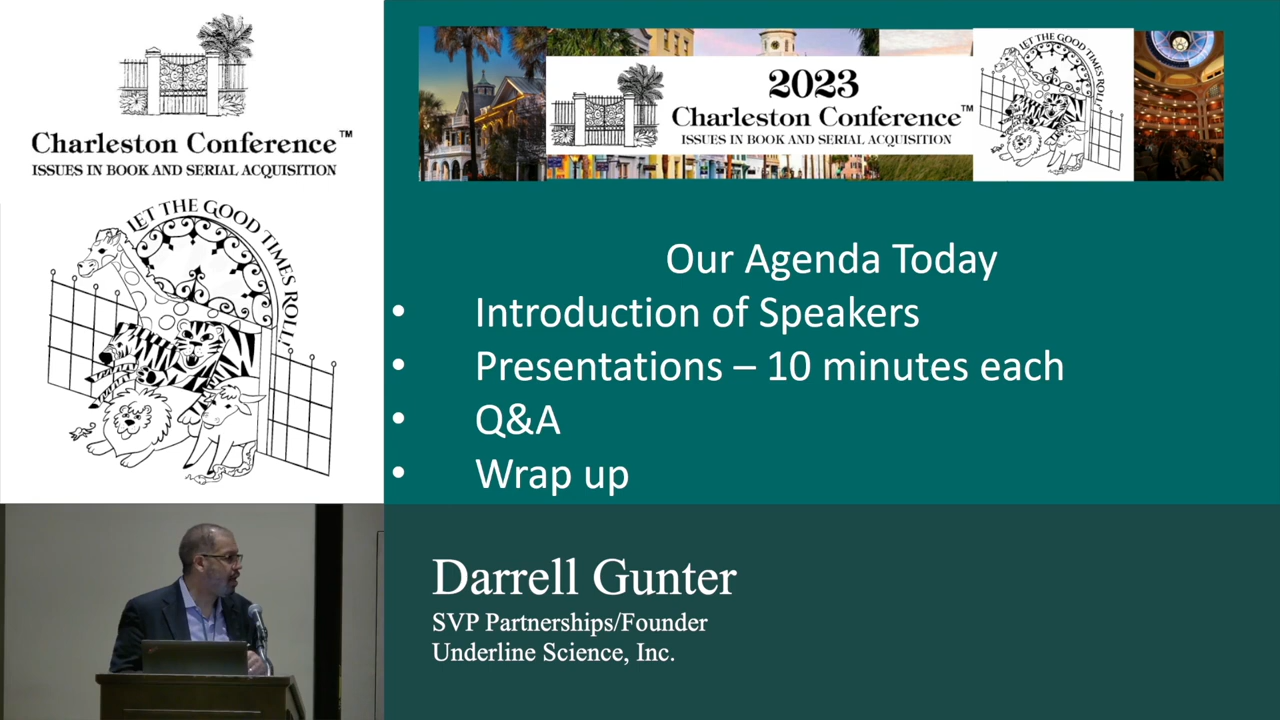 Charleston Conference™
ISSUES IN BOOK AND SERIAL ACQUISITION
LET THE GOOD TIMES ROLL!
2023
Charleston Conference™
ISSUES IN BOOK AND SERIAL ACQUISITION
LET THE GOOD TIMES ROLL!
Our Agenda Today
• Introduction of Speakers
• Presentations – 10 minutes each
• Q&A
• Wrap up
Darrell Gunter
SVP Partnerships/Founder
Underline Science, Inc.